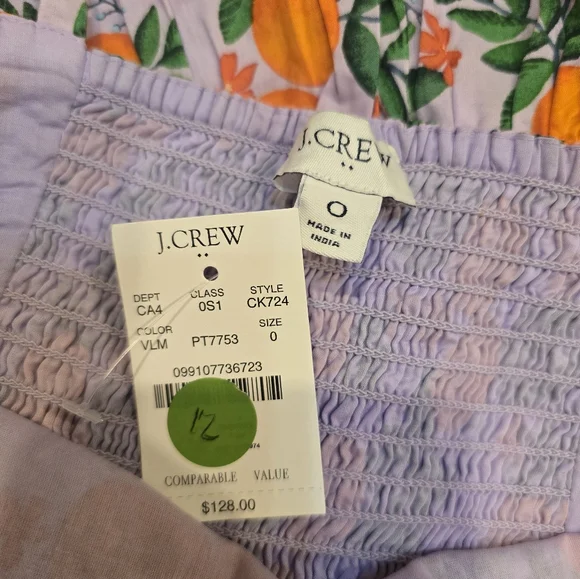 J.CREW
0
MADE IN
INDIA
J.CREW
DEPT CLASS STYLE
CA4 0S1 CK724
COLOR SIZE
VLM PT7753 0
099107736723
COMPARABLE VALUE
$128.00